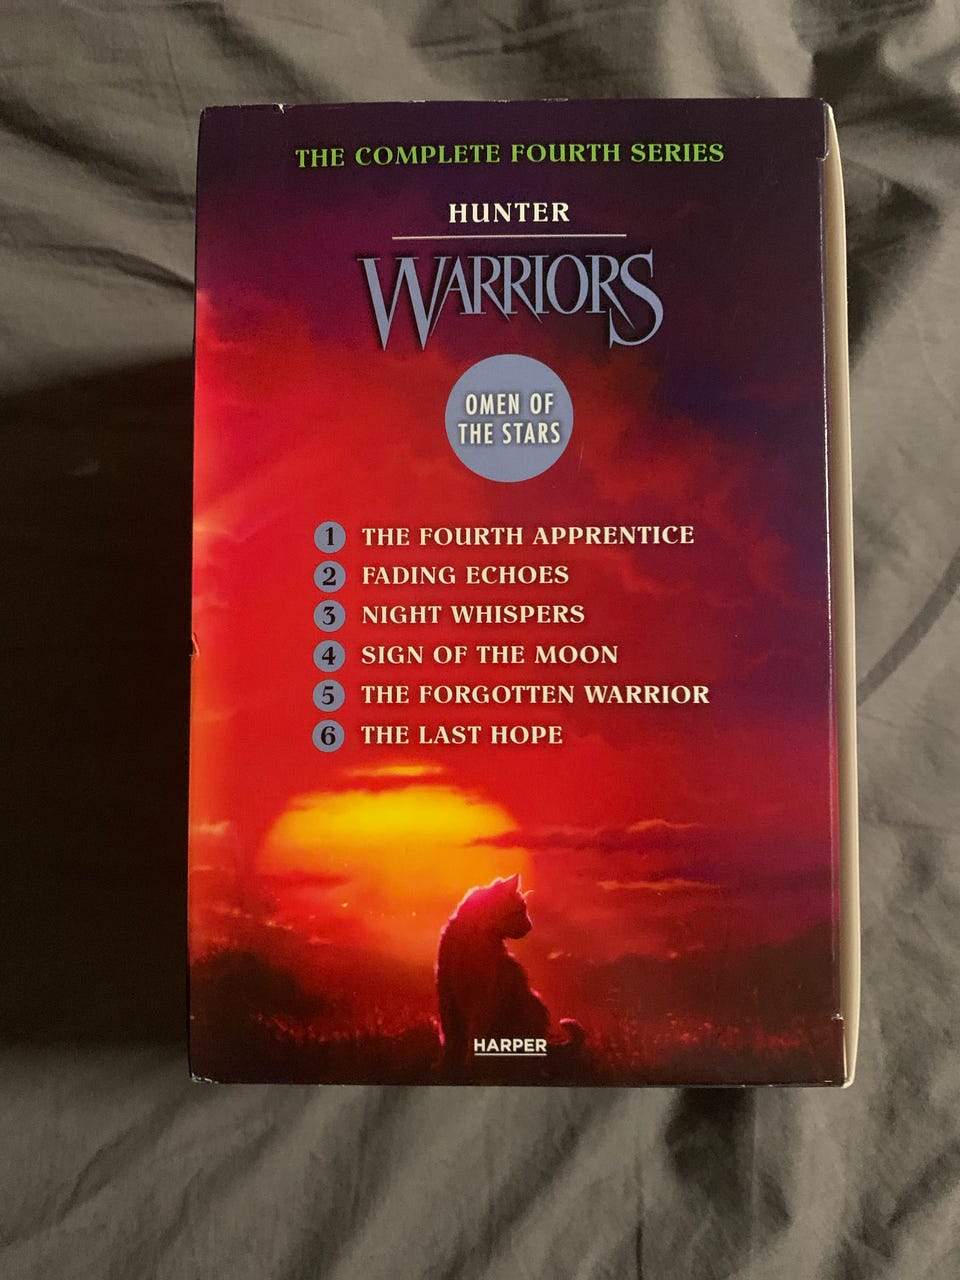 THE COMPLETE FOURTH SERIES
HUNTER
WARRIORS
OMEN OF
THE STARS
1 THE FOURTH APPRENTICE
2 FADING ECHOES
3 NIGHT WHISPERS
4 SIGN OF THE MOON
5 THE FORGOTTEN WARRIOR
6 THE LAST HOPE
HARPER